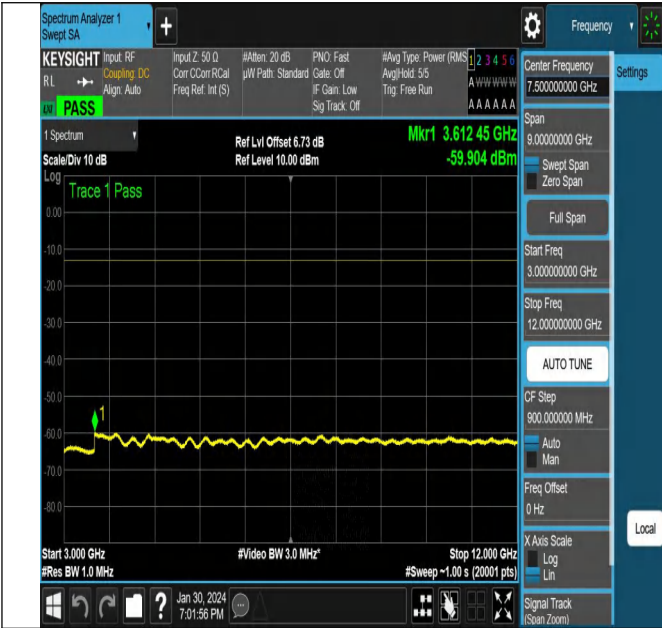 Spectrum Analyzer 1
Swept SA
+
Frequency
KEYSIGHT
RL
PASS
Input: RF
Coupling: DC
Align: Auto
Input Z: 50 Ω
Corr CCorr RCal
Freq Ref: Int (S)
#Atten: 20 dB
µW Path: Standard
PNO: Fast
Gate: Off
IF Gain: Low
Sig Track: Off
#Avg Type: Power (RMS
Avg|Hold: 5/5
Trig: Free Run
1 2 3 4 5 6
A W W W W W
A A A A A A
1 Spectrum
Scale/Div 10 dB
Ref Lvl Offset 6.73 dB
Ref Level 10.00 dBm
Mkr1 3.612 45 GHz
-59.904 dBm
Log
Trace 1 Pass
0.00
-10.0
-20.0
-30.0
-40.0
-50.0
-60.0
-70.0
-80.0
1
Start 3.000 GHz
#Res BW 1.0 MHz
#Video BW 3.0 MHz*
Stop 12.000 GHz
#Sweep ~1.00 s (20001 pts)
Jan 30, 2024
7:01:56 PM
Center Frequency
7.500000000 GHz
Settings
Span
9.00000000 GHz
Swept Span
Zero Span
Full Span
Start Freq
3.000000000 GHz
Stop Freq
12.000000000 GHz
AUTO TUNE
CF Step
900.000000 MHz
Auto
Man
Freq Offset
0 Hz
X Axis Scale
Log
Lin
Local
Signal Track
(Span Zoom)